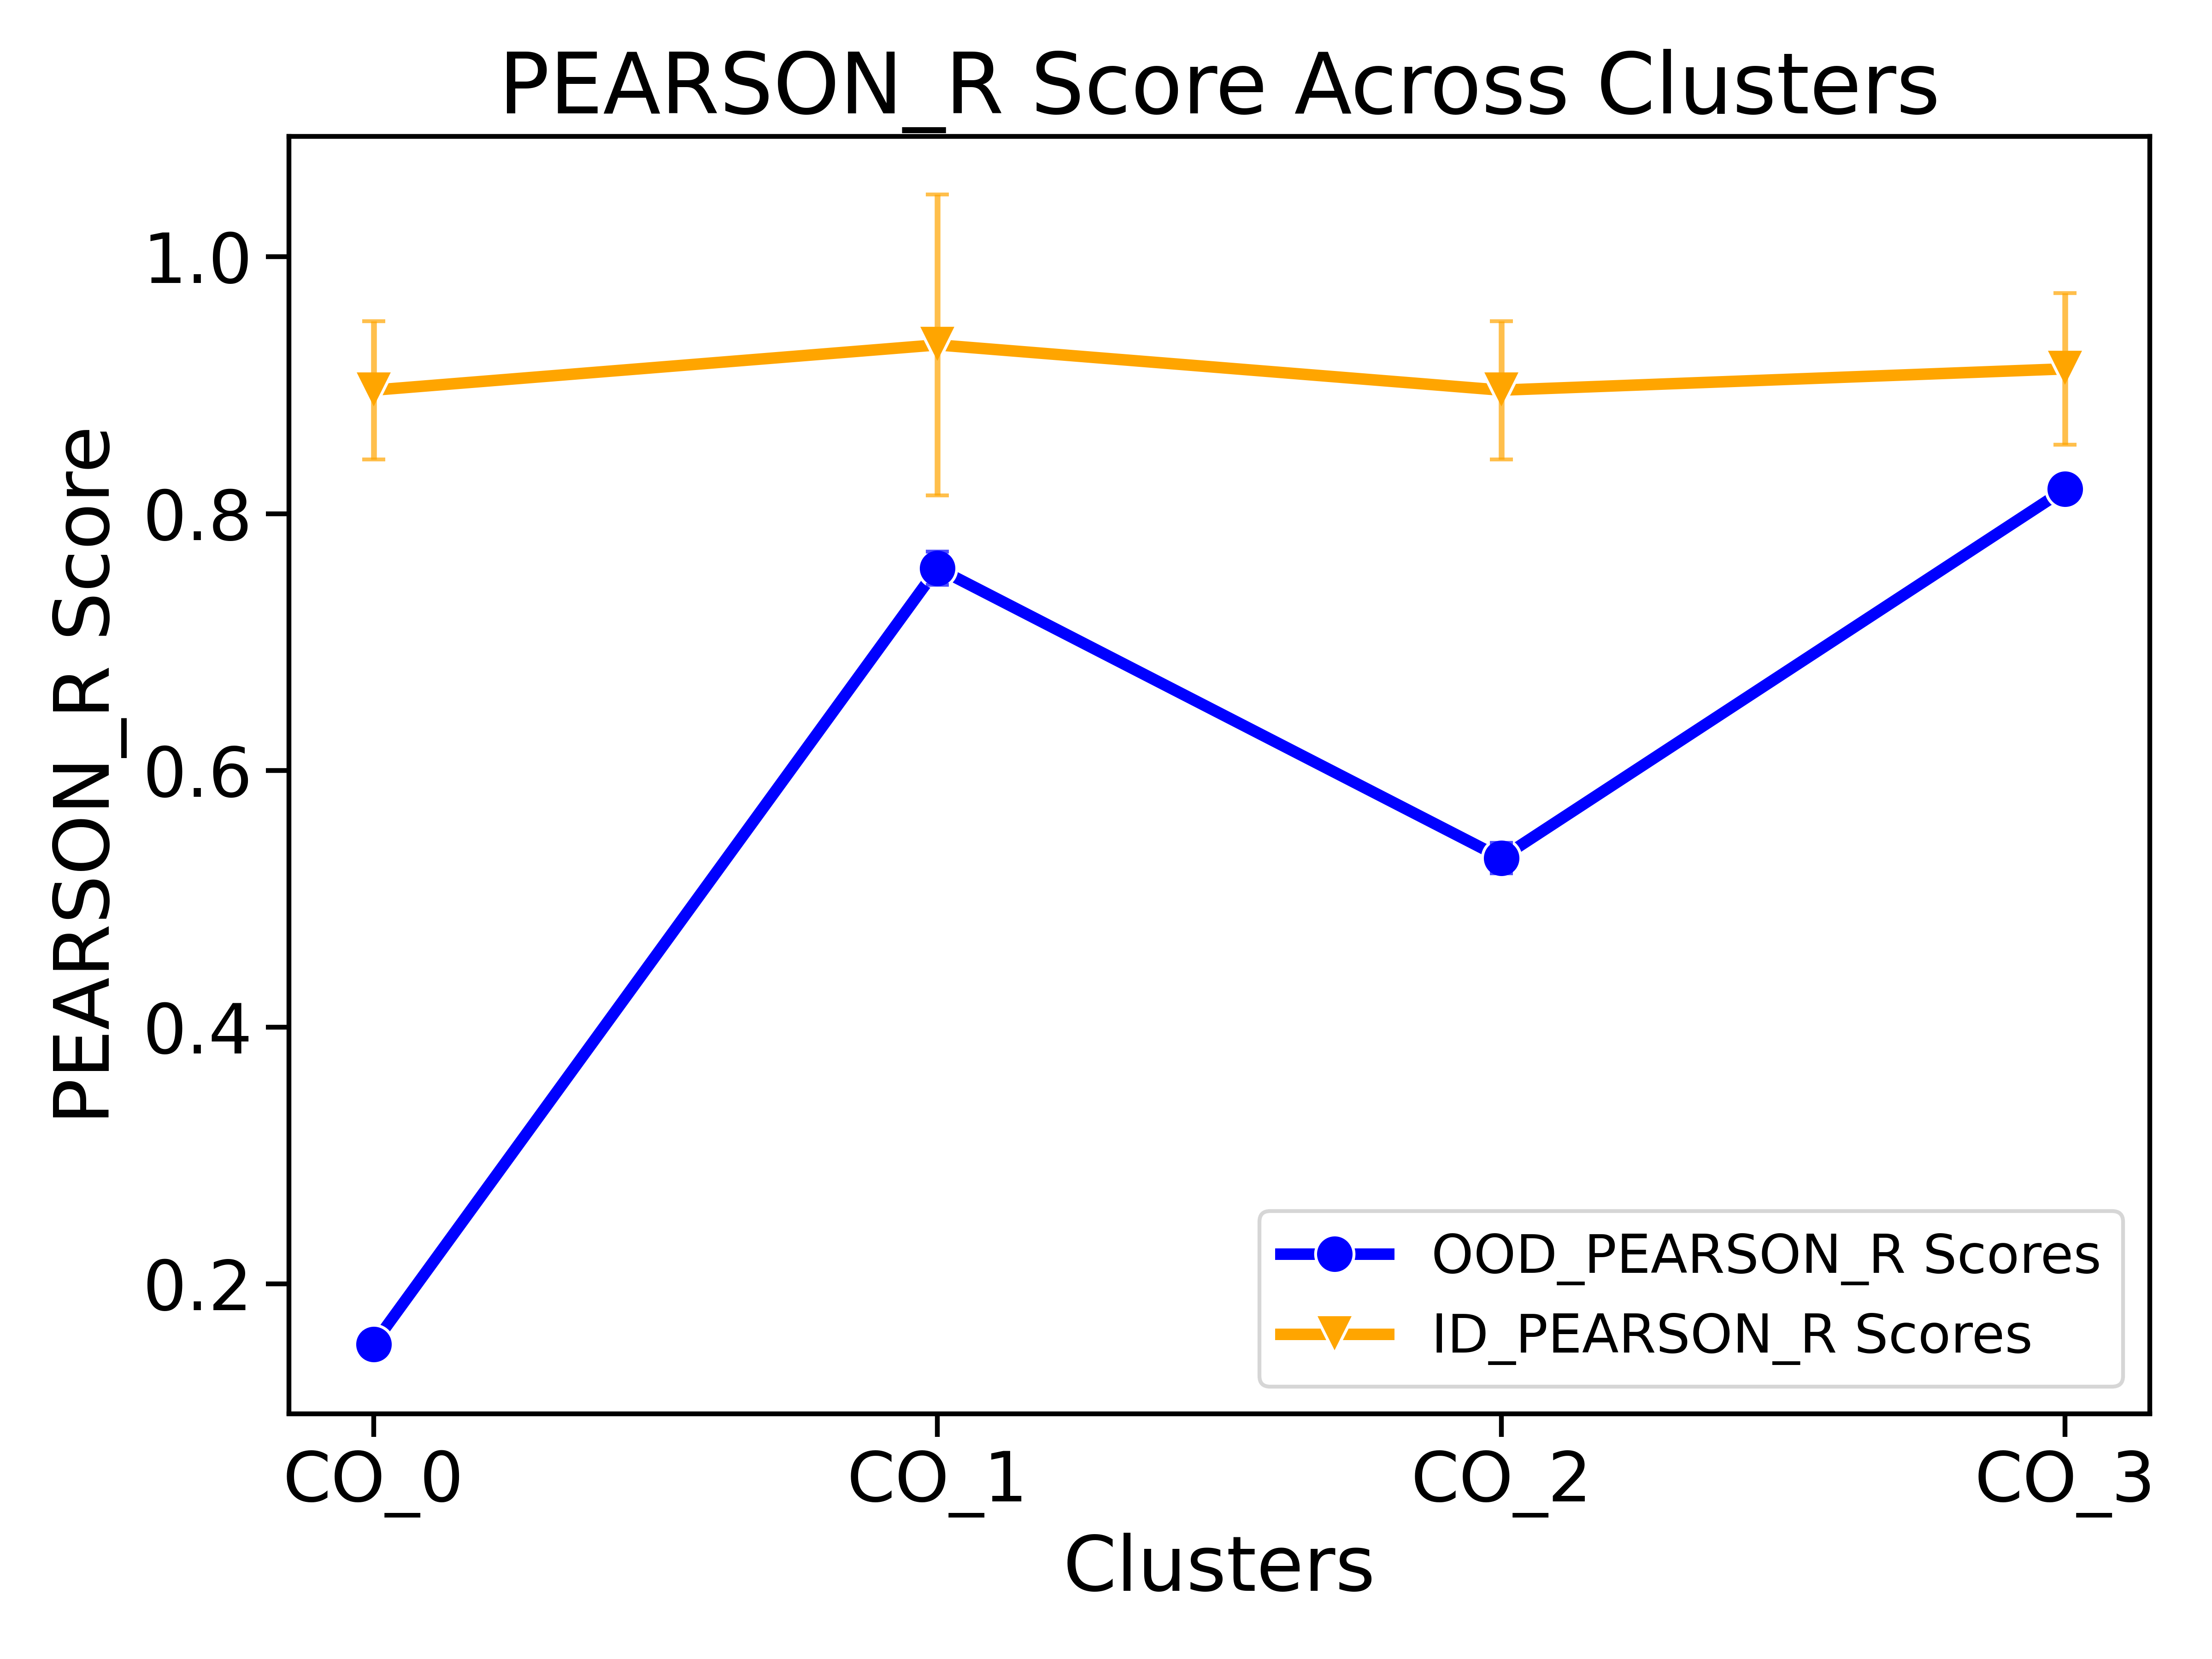 PEARSON_R Score Across Clusters
PEARSON_R Score
1.0
0.8
0.6
0.4
0.2
OOD_PEARSON_R Scores
ID_PEARSON_R Scores
CO_0 CO_1 CO_2 CO_3
Clusters